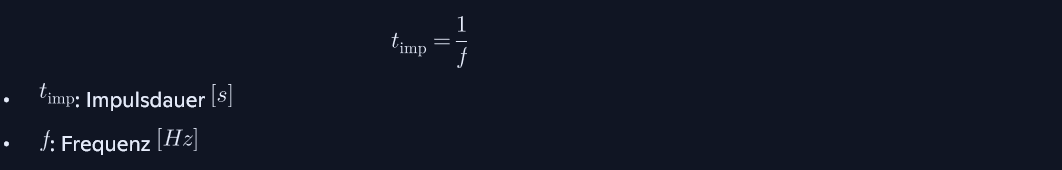 t_imp = 1/f
• t_imp: Impulsdauer [s]
• f: Frequenz [Hz]